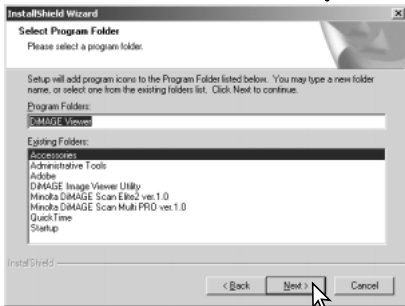 InstallShield Wizard
Select Program Folder
Please select a program folder.
Setup will add program icons to the Program Folder listed below. You may type a new folder
name, or select one from the existing folders list. Click Next to continue.
Program Folders:
DiMAGE Viewer
Existing Folders:
Accessories
Administrative Tools
Adobe
DiMAGE Image Viewer Utility
Minolta DiMAGE Scan Elite2 ver.1.0
Minolta DiMAGE Scan Multi PRO ver.1.0
QuickTime
Startup
InstallShield
< Back Next > Cancel